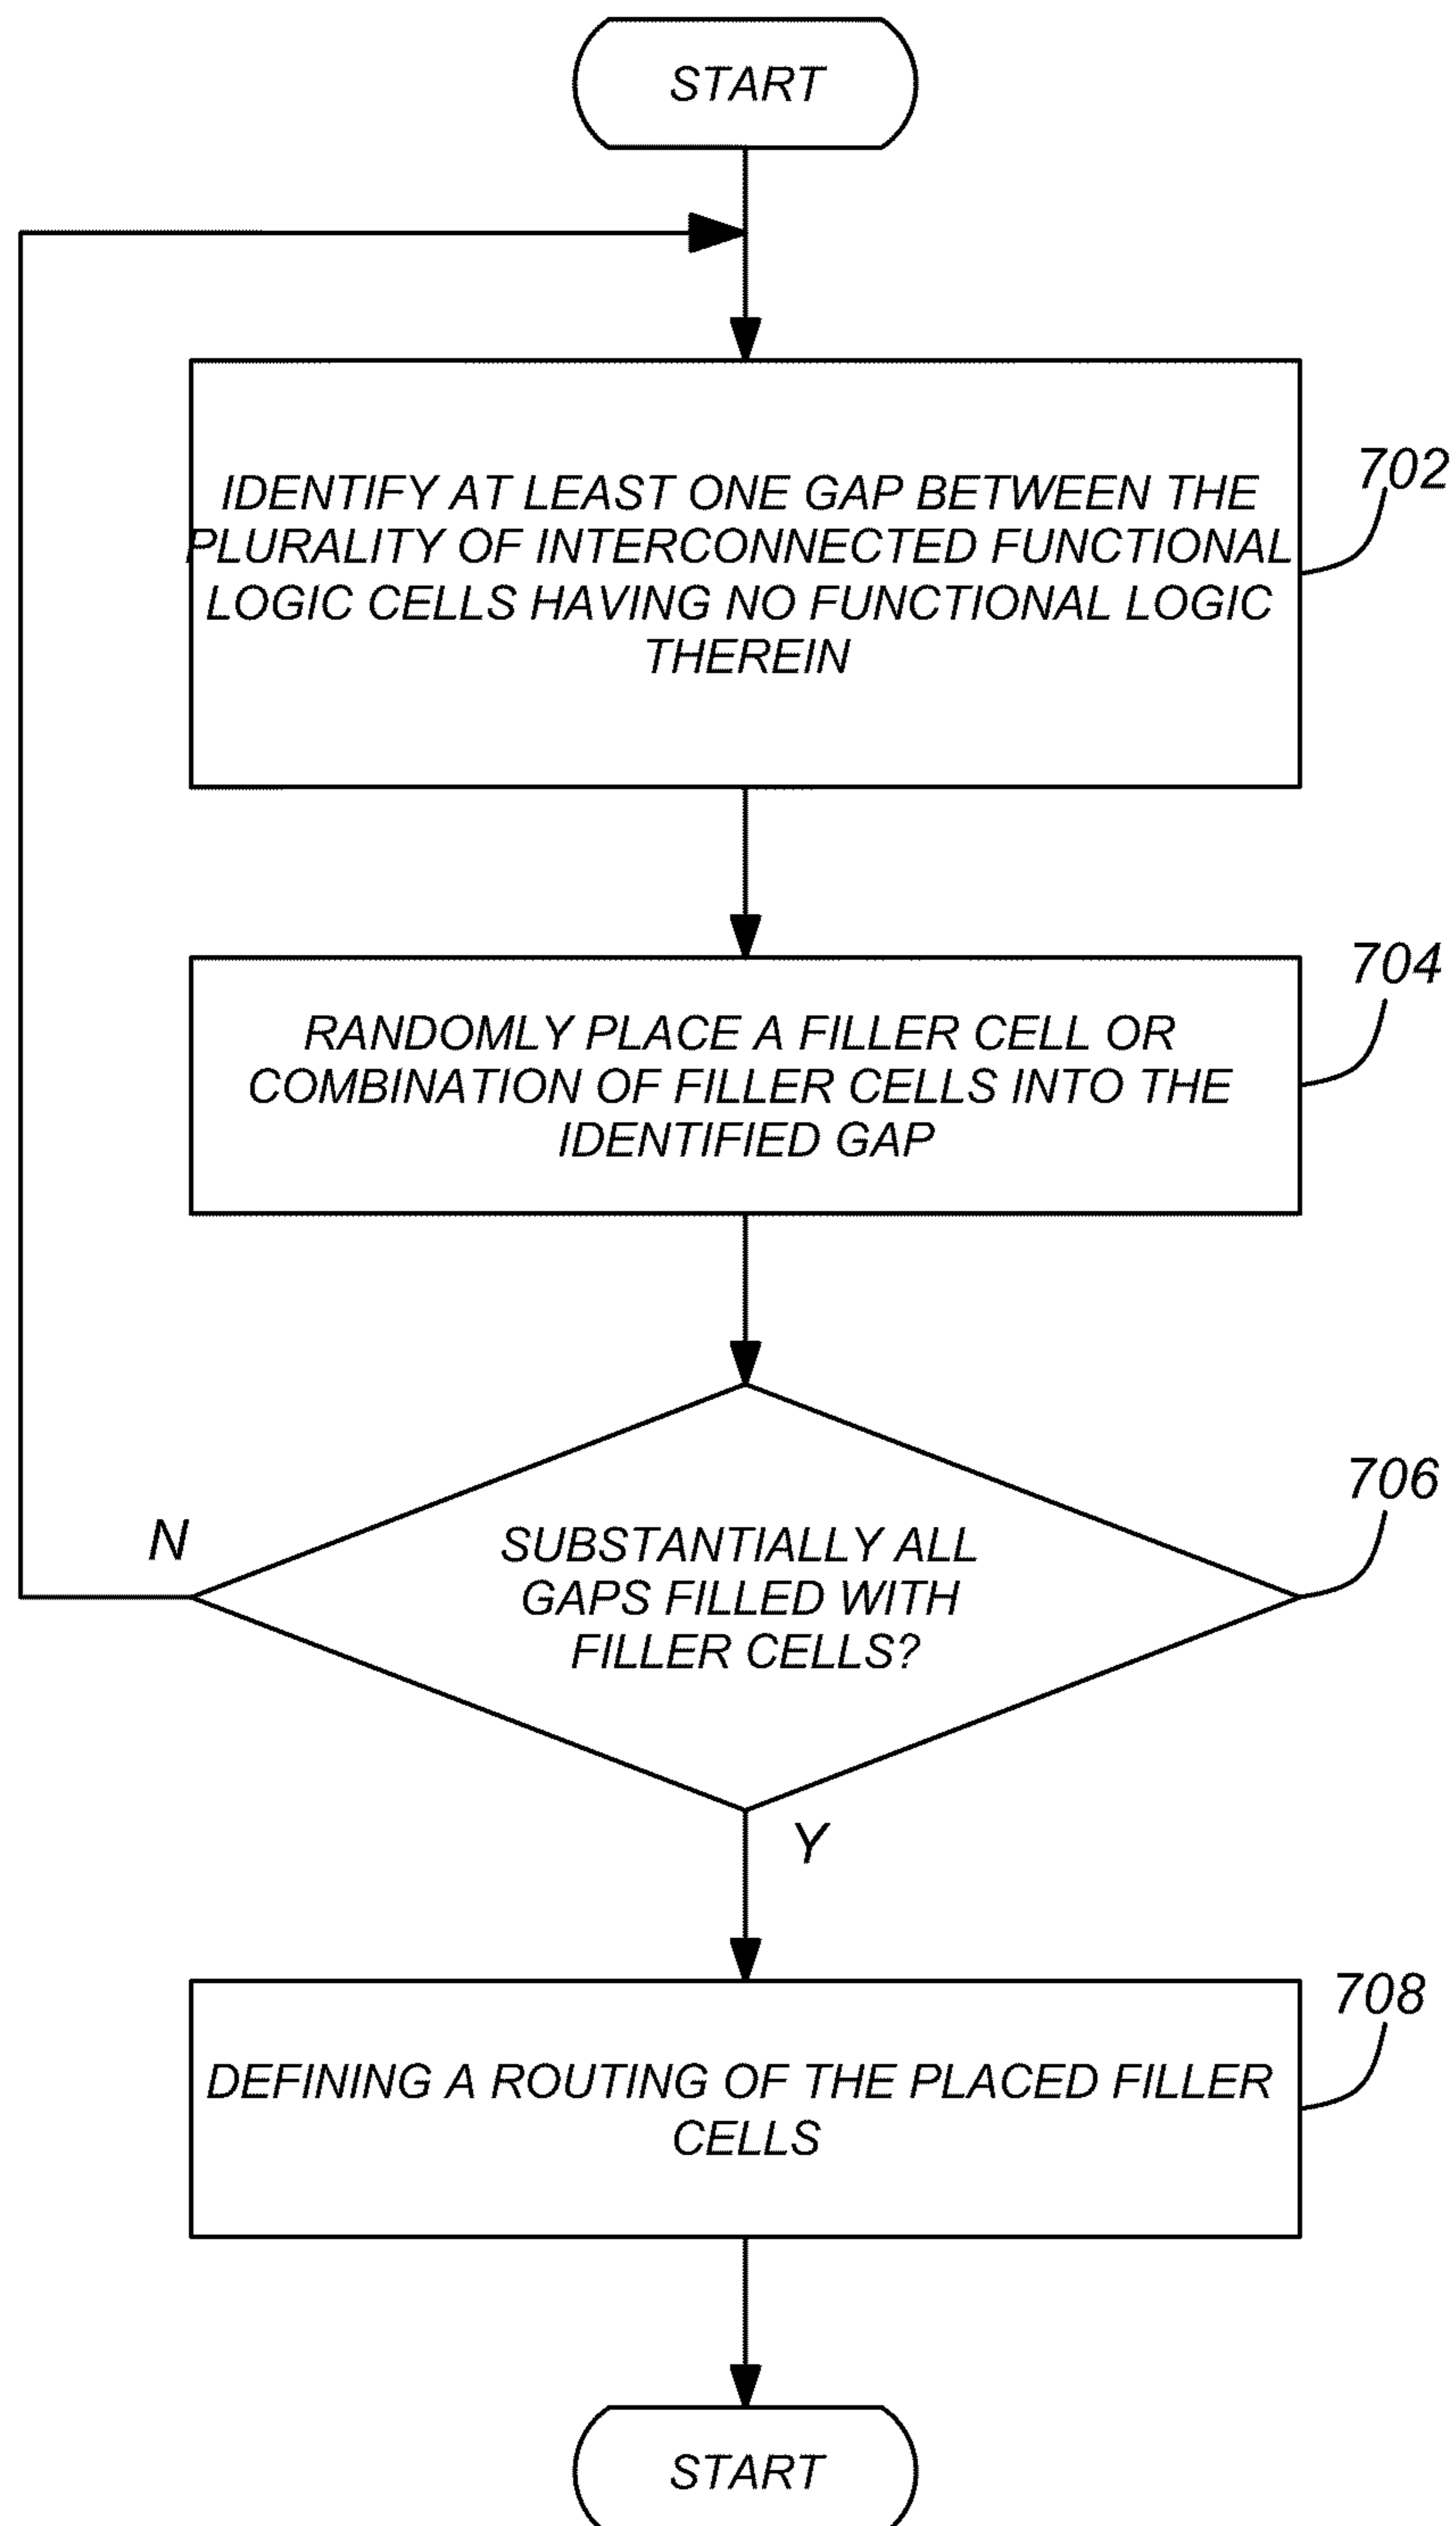 START
IDENTIFY AT LEAST ONE GAP BETWEEN THE
PLURALITY OF INTERCONNECTED FUNCTIONAL
LOGIC CELLS HAVING NO FUNCTIONAL LOGIC
THEREIN
702
RANDOMLY PLACE A FILLER CELL OR
COMBINATION OF FILLER CELLS INTO THE
IDENTIFIED GAP
704
SUBSTANTIALLY ALL
GAPS FILLED WITH
FILLER CELLS?
706
N
Y
DEFINING A ROUTING OF THE PLACED FILLER
CELLS
708
START